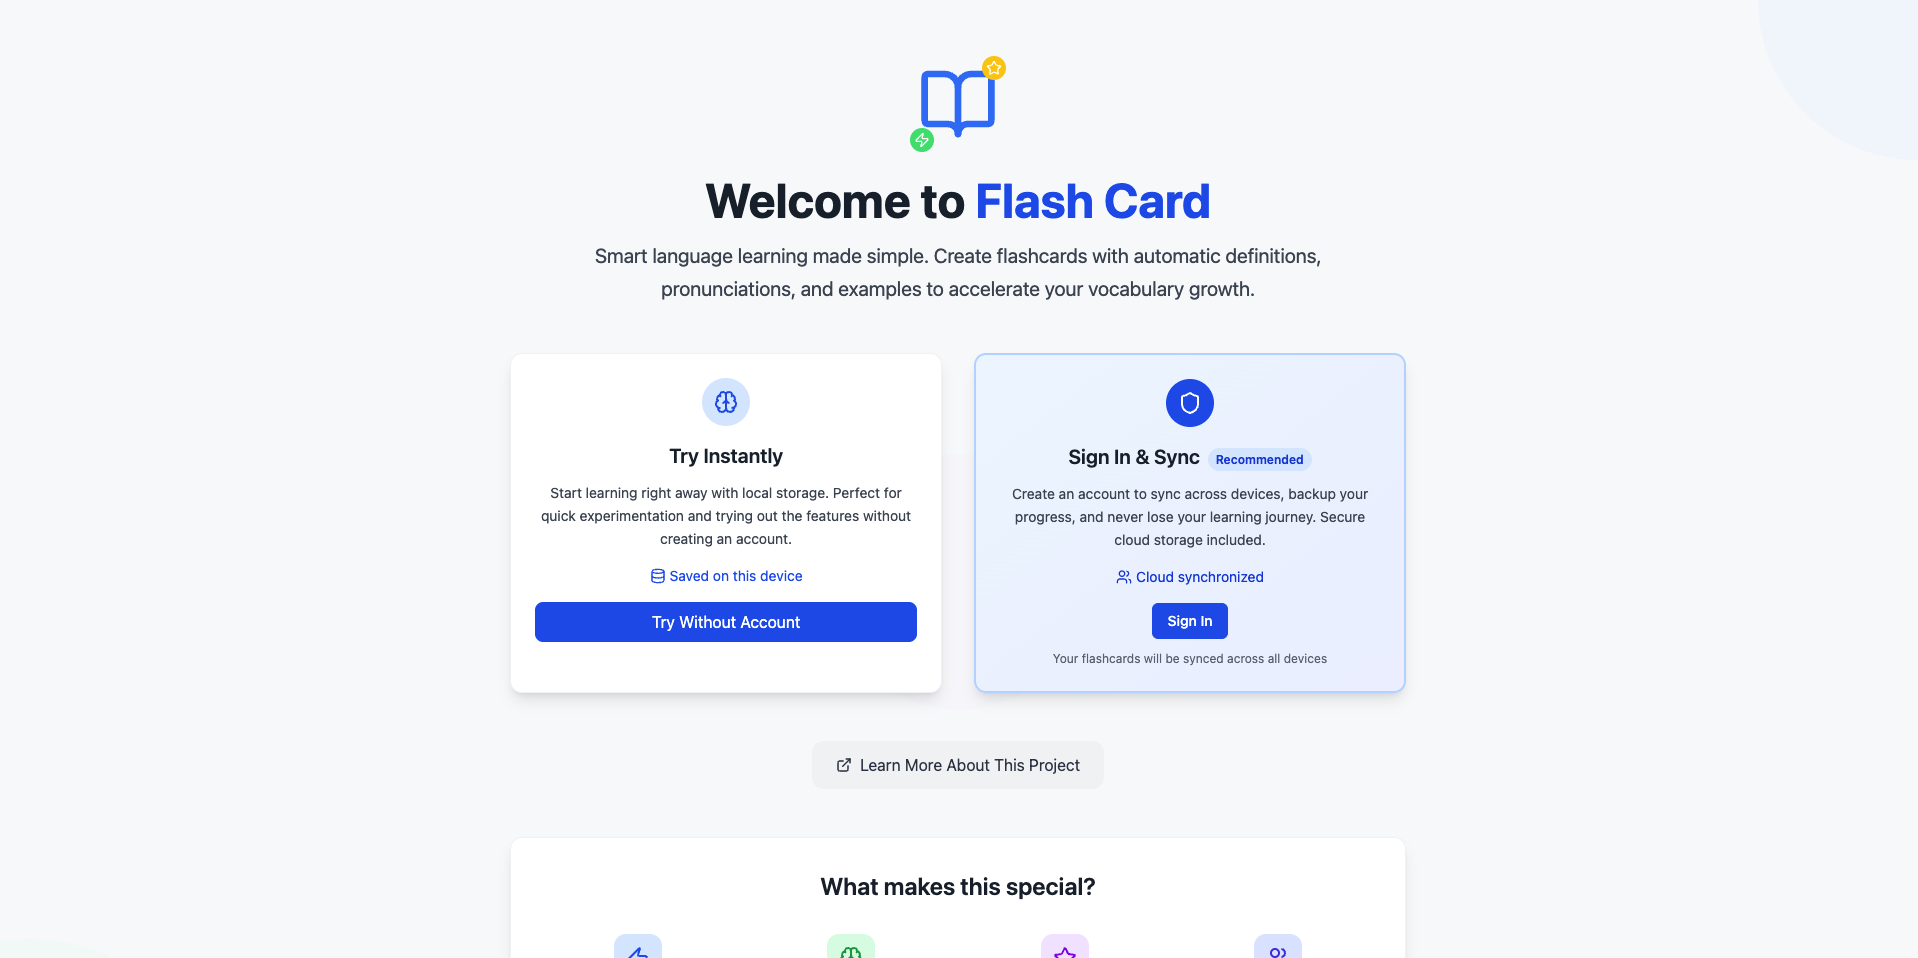 Welcome to Flash Card
Smart language learning made simple. Create flashcards with automatic definitions,
pronunciations, and examples to accelerate your vocabulary growth.
Try Instantly
Start learning right away with local storage. Perfect for
quick experimentation and trying out the features without
creating an account.
Saved on this device
Try Without Account
Sign In & Sync Recommended
Create an account to sync across devices, backup your
progress, and never lose your learning journey. Secure
cloud storage included.
Cloud synchronized
Sign In
Your flashcards will be synced across all devices
Learn More About This Project
What makes this special?